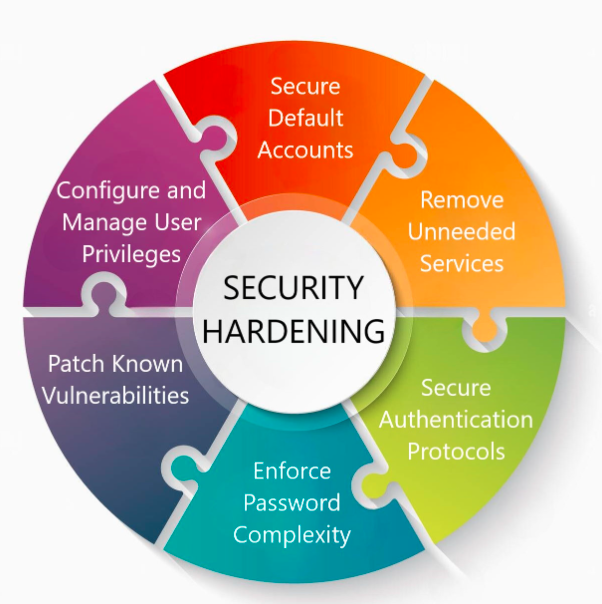 Secure
Default
Accounts
Remove
Unneeded
Services
Secure
Authentication
Protocols
Enforce
Password
Complexity
Patch Known
Vulnerabilities
Configure and
Manage User
Privileges
SECURITY
HARDENING